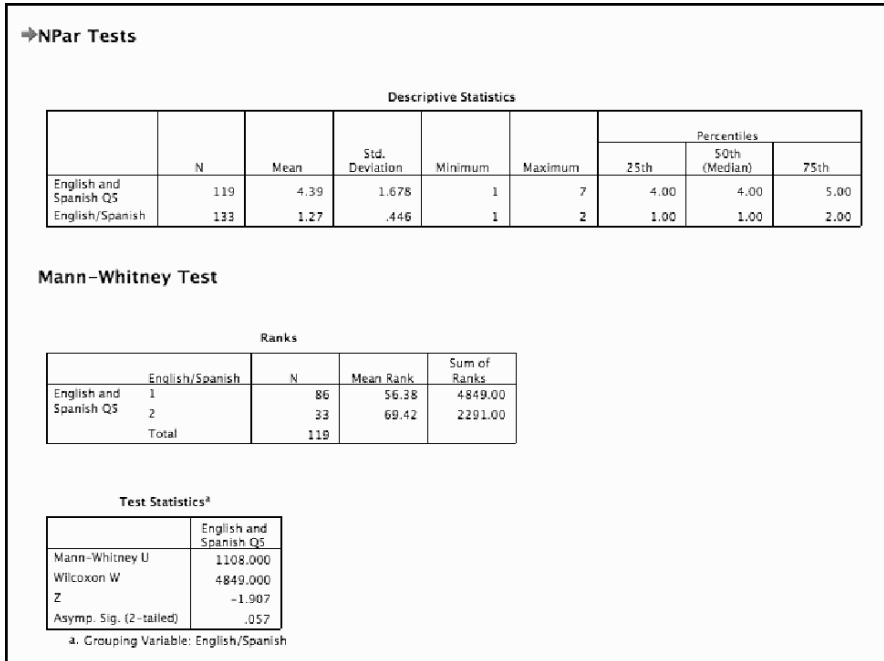 NPar Tests
Descriptive Statistics
Percentiles
N Mean Std. Deviation Minimum Maximum 25th 50th (Median) 75th
English and Spanish Q5 119 4.39 1.678 1 7 4.00 4.00 5.00
English/Spanish 133 1.27 .446 1 2 1.00 1.00 2.00
Mann-Whitney Test
Ranks
English/Spanish N Mean Rank Sum of Ranks
English and Spanish Q5 1 86 56.38 4849.00
2 33 69.42 2291.00
Total 119
Test Statisticsa
English and Spanish Q5
Mann-Whitney U 1108.000
Wilcoxon W 4849.000
Z -1.907
Asymp. Sig. (2-tailed) .057
a. Grouping Variable: English/Spanish